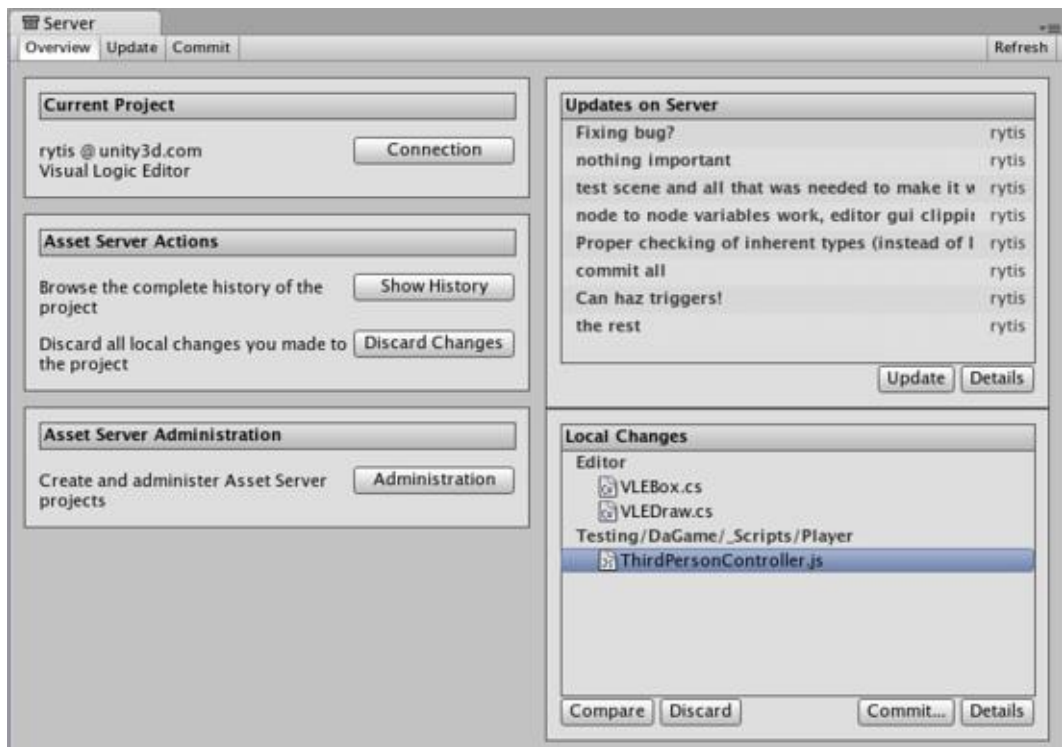 Server
Overview Update Commit Refresh
Current Project
rytis @ unity3d.com
Visual Logic Editor
Connection
Asset Server Actions
Browse the complete history of the
project
Show History
Discard all local changes you made to
the project
Discard Changes
Asset Server Administration
Create and administer Asset Server
projects
Administration
Updates on Server
Fixing bug? rytis
nothing important rytis
test scene and all that was needed to make it w rytis
node to node variables work, editor gui clippin rytis
Proper checking of inherent types (instead of I rytis
commit all rytis
Can haz triggers! rytis
the rest rytis
Update Details
Local Changes
Editor
VLEBox.cs
VLEDraw.cs
Testing/DaGame/_Scripts/Player
ThirdPersonController.js
Compare Discard Commit... Details